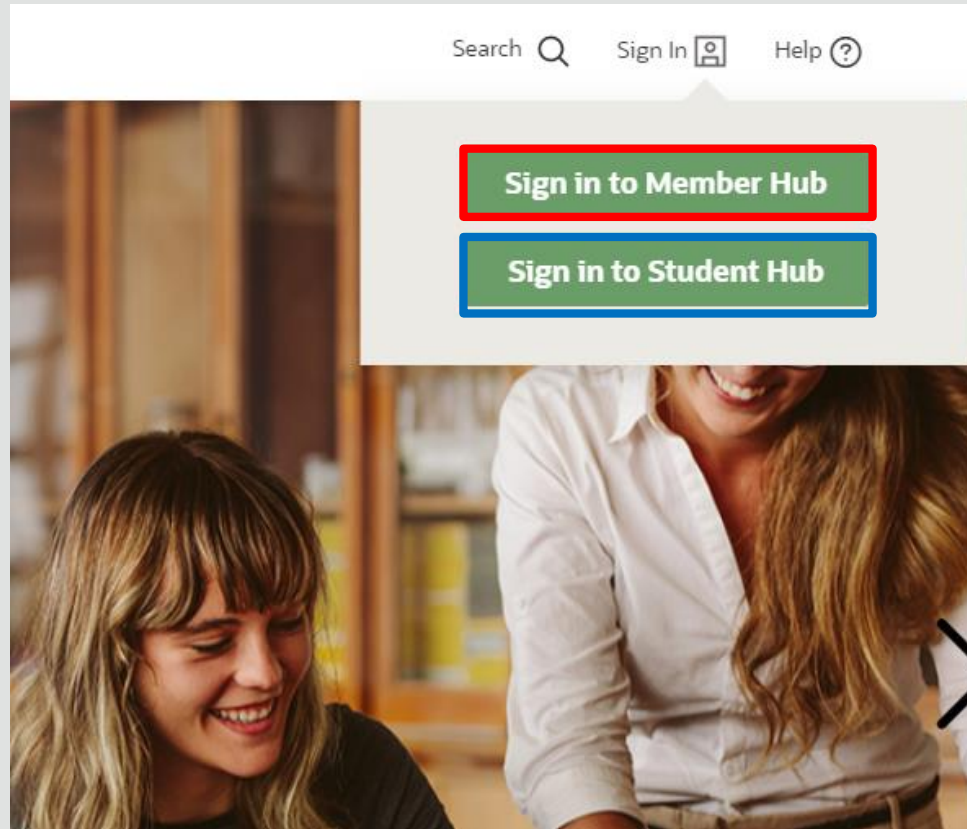 Search Sign In Help ?
Sign in to Member Hub
Sign in to Student Hub